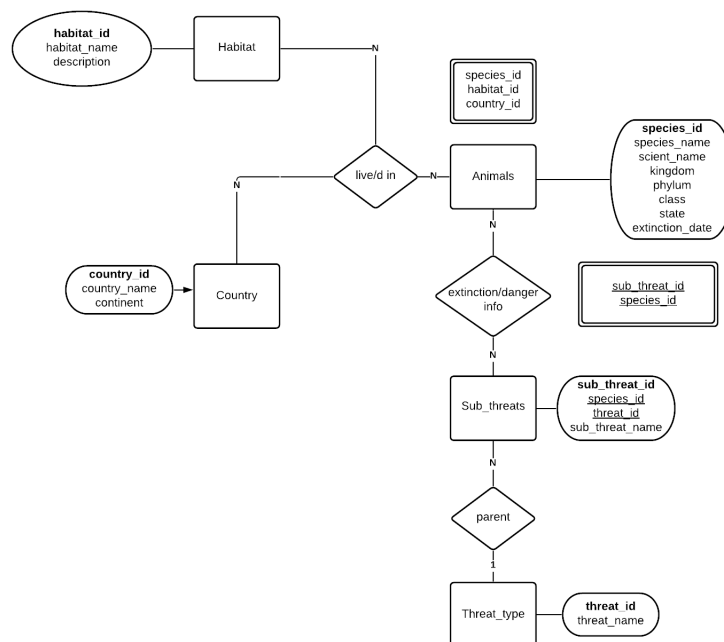 habitat_id
habitat_name
description
Habitat
N
species_id
habitat_id
country_id
live/d in
N
N
Animals
species_id
species_name
scient_name
kingdom
phylum
class
state
extinction_date
N
country_id
country_name
continent
Country
extinction/danger
info
sub_threat_id
species_id
N
Sub_threats
sub_threat_id
species_id
threat_id
sub_threat_name
N
parent
1
Threat_type
threat_id
threat_name